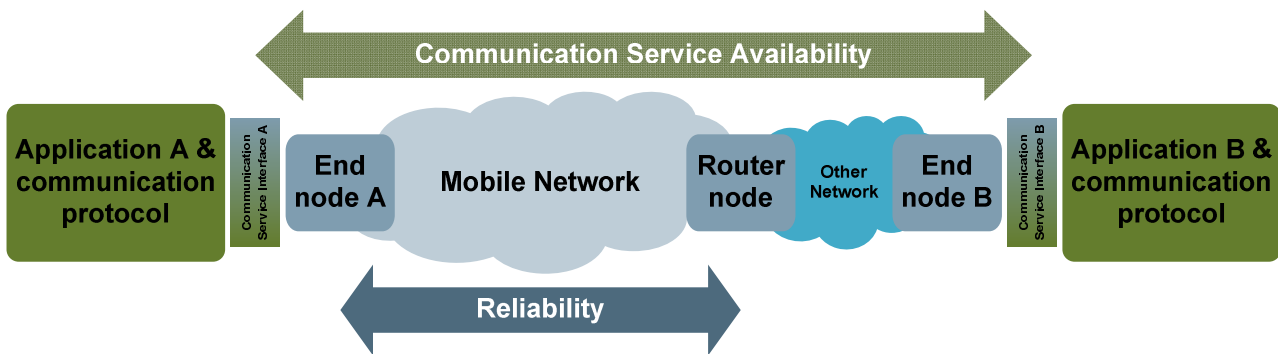 Communication Service Availability
Application A &
communication
protocol
Communication
Service Interface A
End
node A
Mobile Network
Router
node
Other
Network
End
node B
Communication
Service Interface B
Application B &
communication
protocol
Reliability